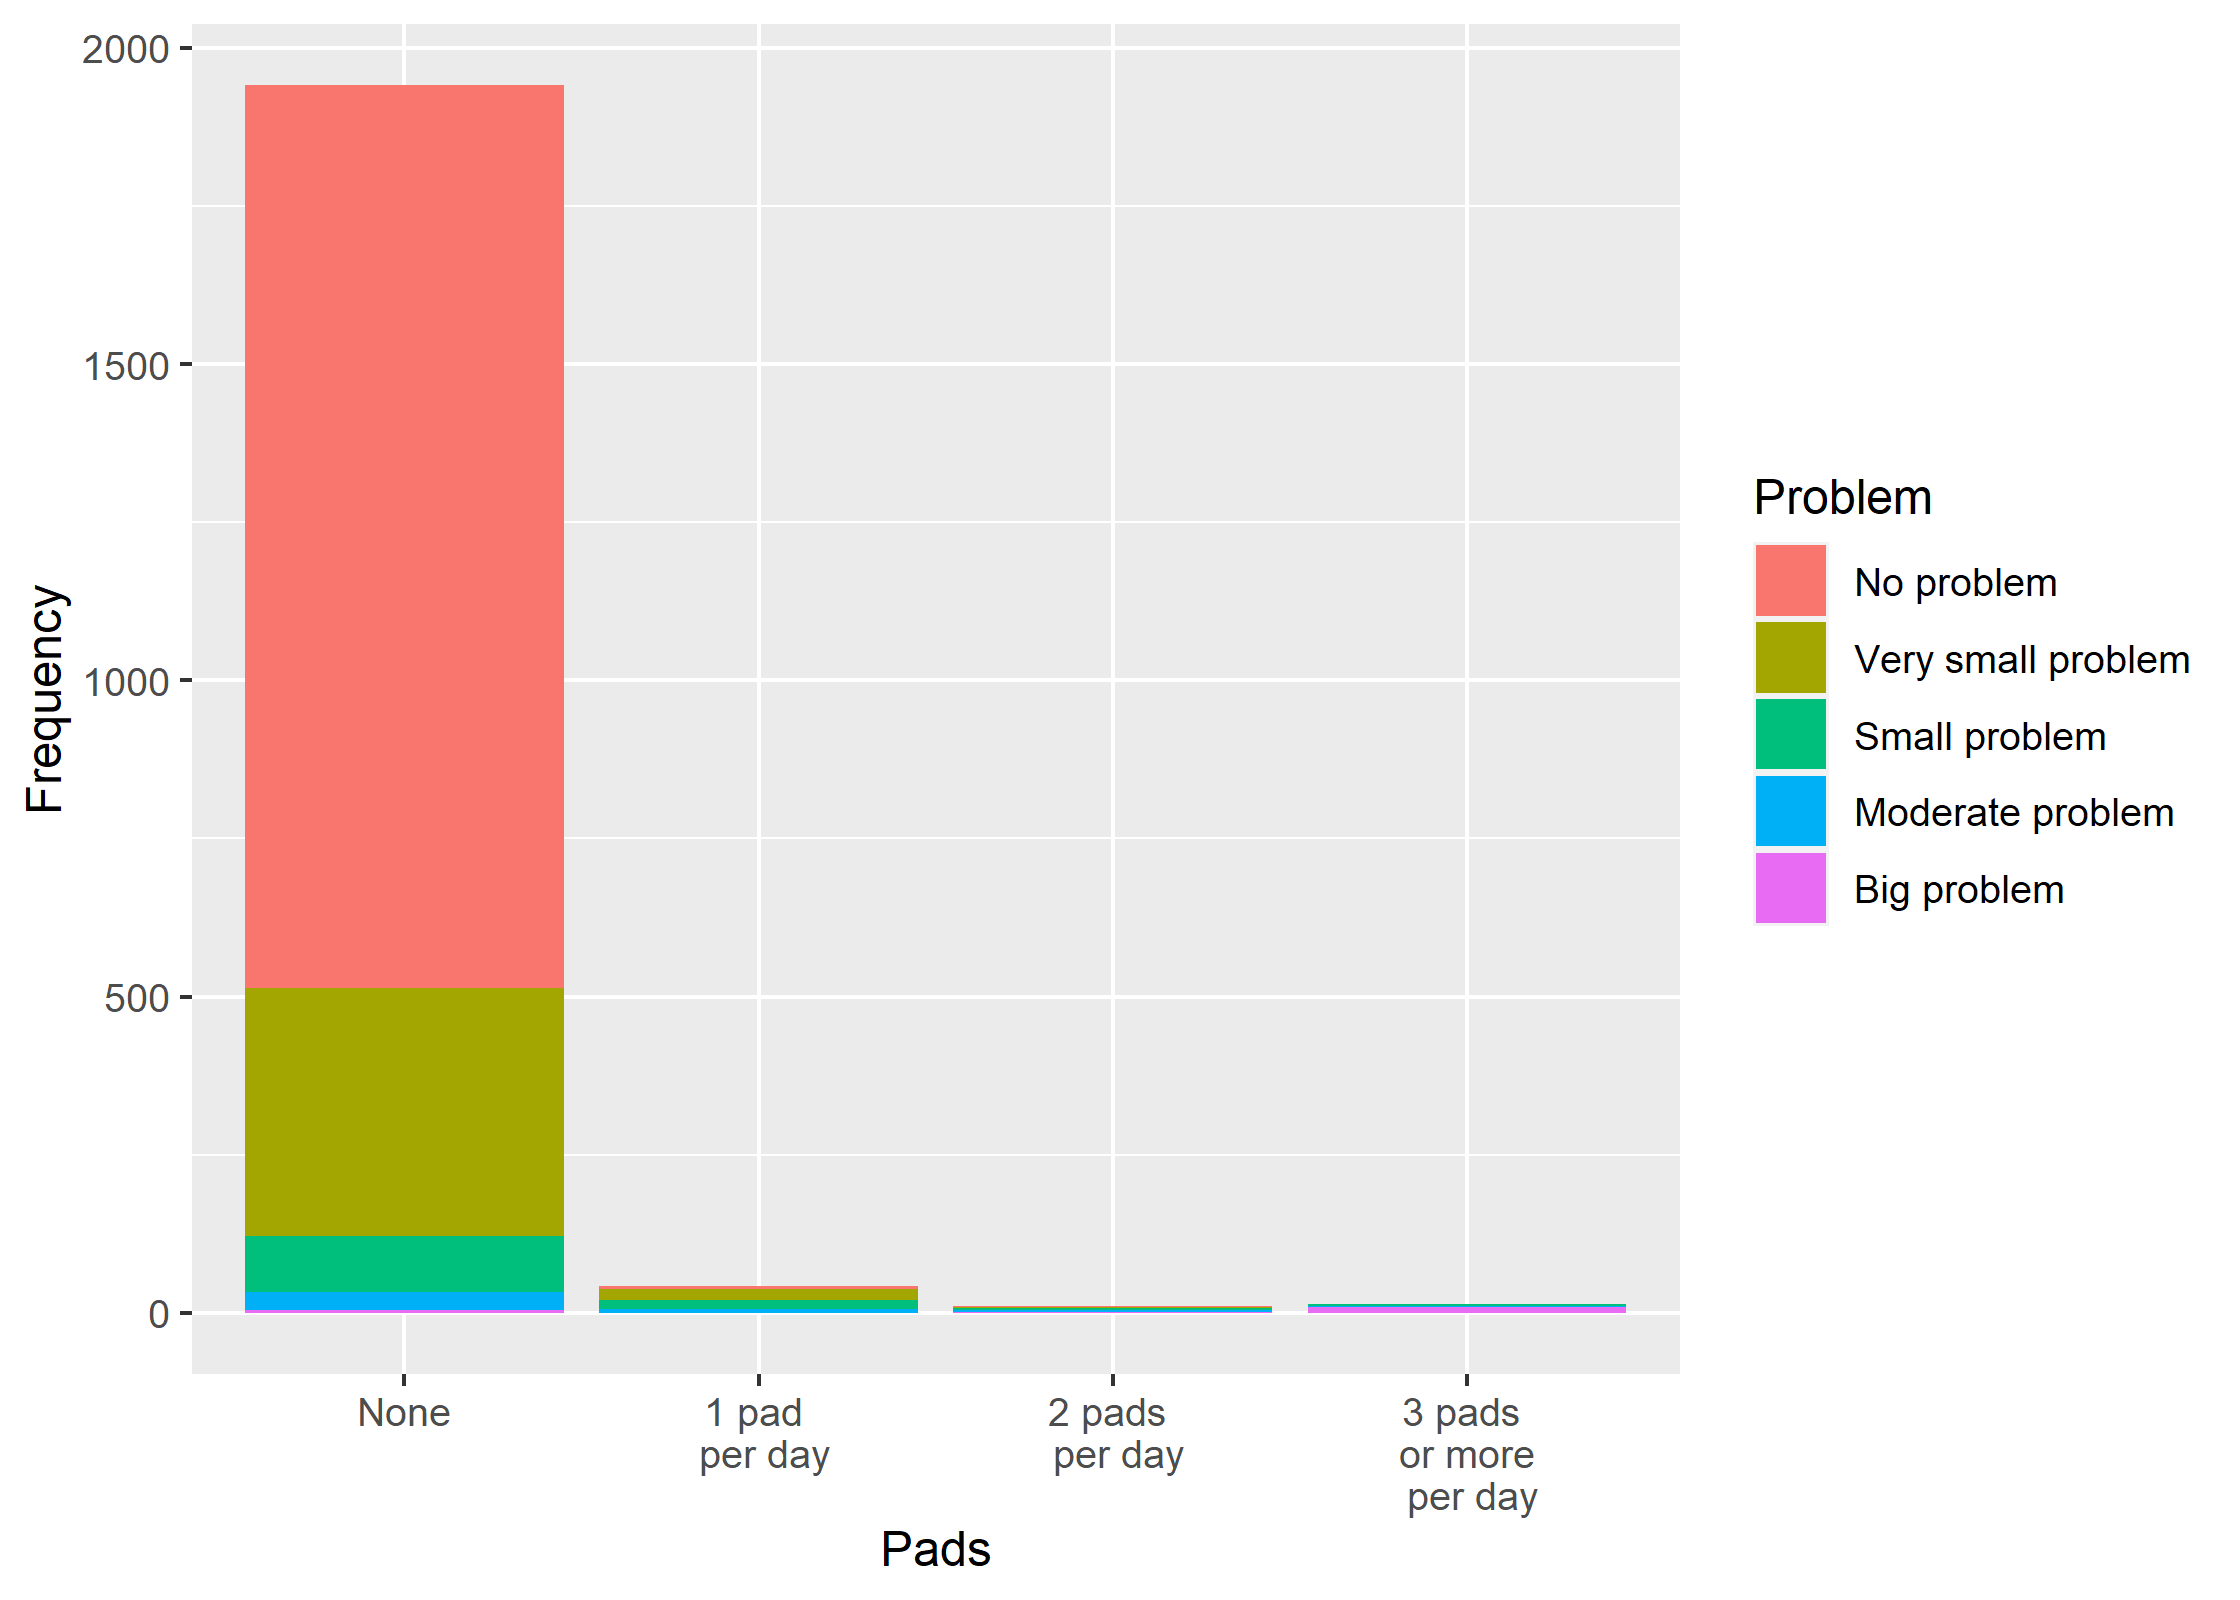 2000
1500
1000
500
0
Frequency
None
1 pad
per day
2 pads
per day
3 pads
or more
per day
Pads
Problem
No problem
Very small problem
Small problem
Moderate problem
Big problem